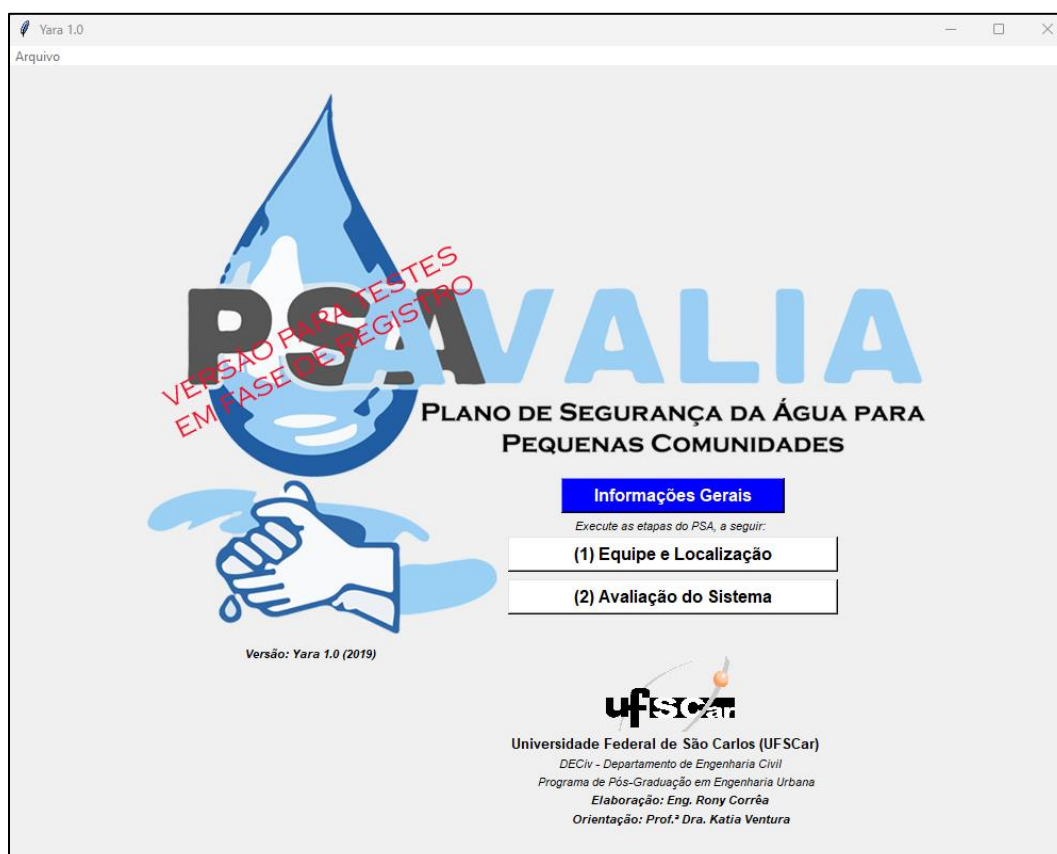 Yara 1.0
Arquivo
PSAVALIA
VERSÃO PARA TESTES
EM FASE DE REGISTRO
PLANO DE SEGURANÇA DA ÁGUA PARA
PEQUENAS COMUNIDADES
Informações Gerais
Execute as etapas do PSA, a seguir:
(1) Equipe e Localização
(2) Avaliação do Sistema
Versão: Yara 1.0 (2019)
ufscar
Universidade Federal de São Carlos (UFSCar)
DECiv - Departamento de Engenharia Civil
Programa de Pós-Graduação em Engenharia Urbana
Elaboração: Eng. Rony Corrêa
Orientação: Prof.ª Dra. Katia Ventura